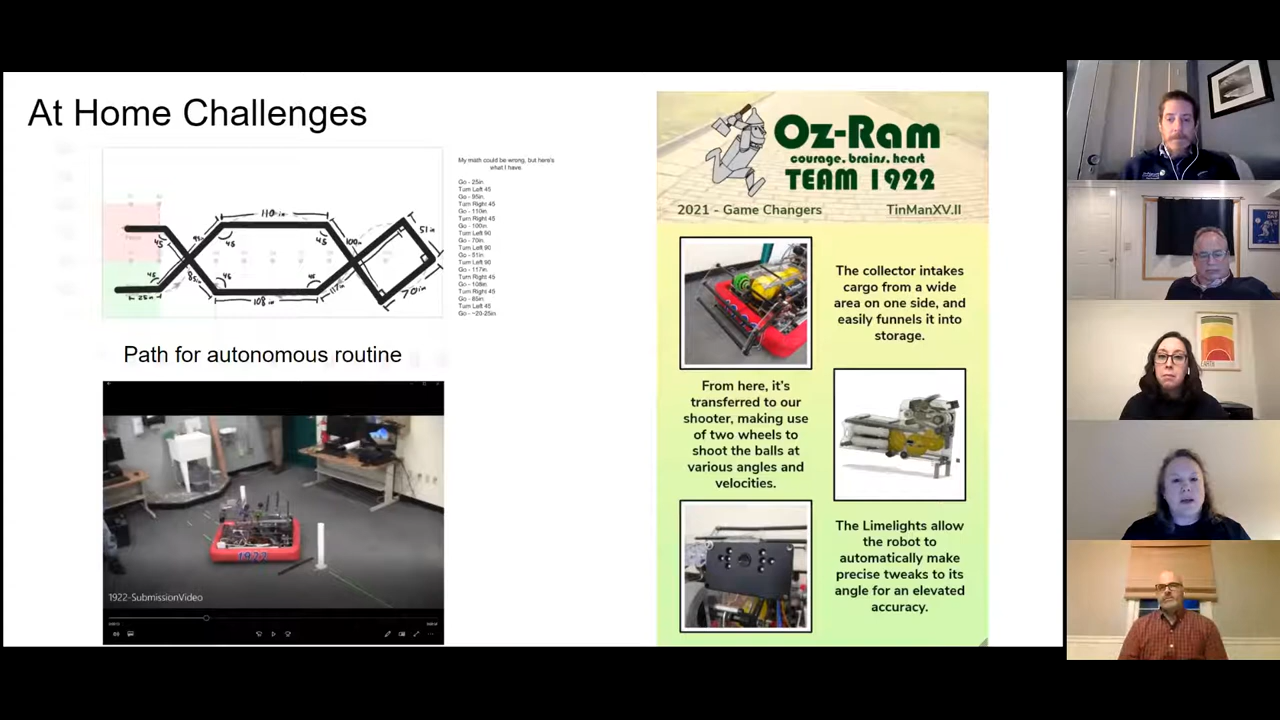 At Home Challenges
My math could be wrong, but here's
what I have.
Go - 25in
Turn Left 45
Go - 95in
Turn Right 45
Go - 110in
Turn Right 45
Go - 100in
Turn Left 90
Go - 70in
Turn Left 90
Go - 51in
Turn Left 90
Go - 117in
Turn Right 45
Go - 108in
Turn Right 45
Go - 85in
Turn Left 45
Go - ~20-25in
110in
45
45
100in
51in
45
45
45
45
25in
108in
70in
Path for autonomous routine
1922
1922-SubmissionVideo
Oz-Ram
courage. brains. heart
TEAM 1922
2021 - Game Changers
TinManXV.II
The collector intakes
cargo from a wide
area on one side, and
easily funnels it into
storage.
From here, it's
transferred to our
shooter, making use
of two wheels to
shoot the balls at
various angles and
velocities.
The Limelights allow
the robot to
automatically make
precise tweaks to its
angle for an elevated
accuracy.
EARTH